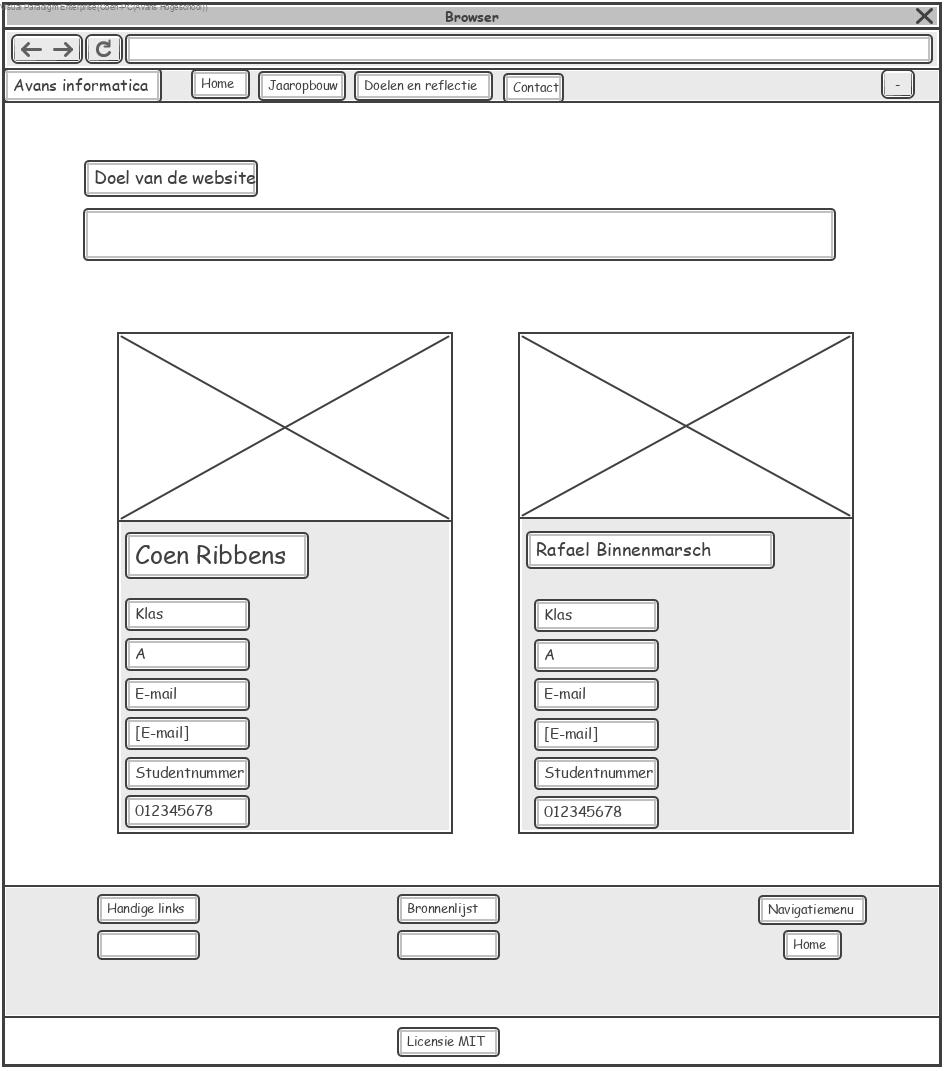 Visual Paradigm Enterprise(Coen-PC(Avans Hogeschool))
Browser
Avans informatica
Home
Jaaropbouw
Doelen en reflectie
Contact
-
Doel van de website
Coen Ribbens
Klas
A
E-mail
[E-mail]
Studentnummer
012345678
Rafael Binnenmarsch
Klas
A
E-mail
[E-mail]
Studentnummer
012345678
Handige links
Bronnenlijst
Navigatiemenu
Home
Licensie MIT